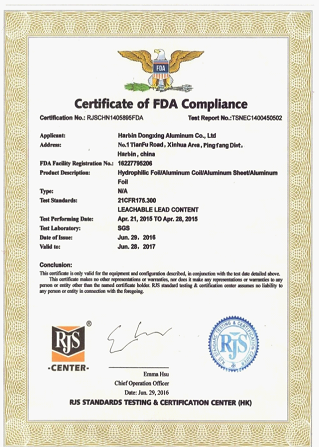 FDA
Certificate of FDA Compliance
Certification No.: RJSCHN1405895FDA Test Report No.:TSNEC1400450502
Applicant: Harbin Dongxing Aluminum Co., Ltd
Address: No.1 TianFu Road, Xinhua Area, Pingfang Dist.
Harbin, china
FDA Facility Registration No.: 16227795206
Product Description: Hydrophilic Foil/Aluminum Coil/Aluminum Sheet/Aluminum
Foil
Type: N/A
Test Standards: 21CFR175.300
LEACHABLE LEAD CONTENT
Test Performing Date: Apr. 21, 2015 TO Apr. 28, 2015
Test Laboratory: SGS
Date of Issue: Jun. 29. 2016
Valid to: Jun. 28. 2017
Conclusion:
This certificate is only valid for the equipment and configuration described, in conjunction with the test data detailed above.
This certificate makes no other representations or warranties, nor does it make any representations or warranties to any
person or entity other than the named certificate holder. RJS standard testing & certification center assumes no liability to
any person in connection with the foregoing.
RJS
®
·CENTER·
RJS
Emma Hsu
Chief Operation Officer
Date: Jun. 29, 2016
RJS STANDARDS TESTING & CERTIFICATION CENTER (HK)